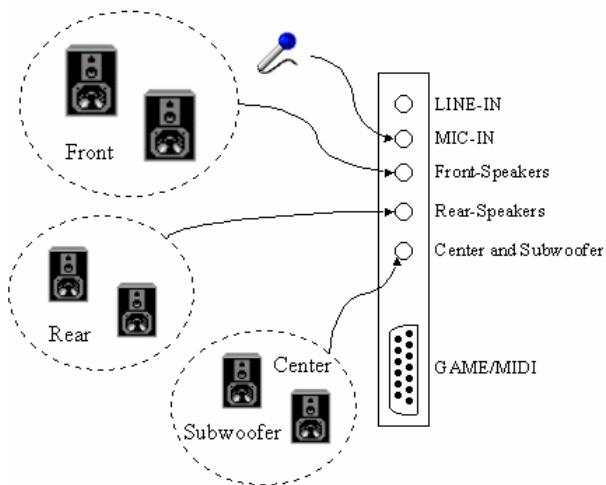 LINE-IN
MIC-IN
Front
Front-Speakers
Rear-Speakers
Center and Subwoofer
Rear
Center
GAME/MIDI
Subwoofer